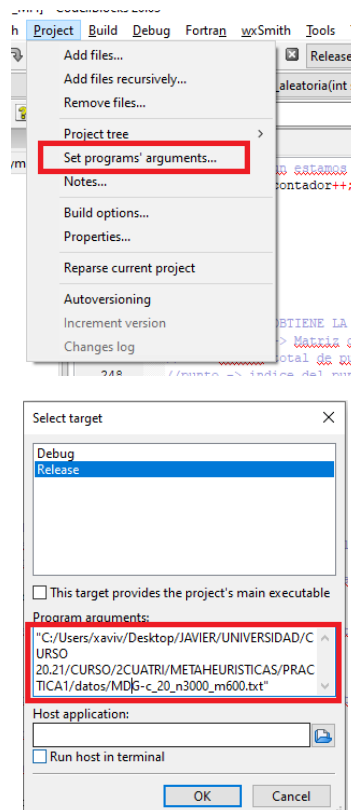 Project Build Debug Fortran wxSmith Tools
Add files...
Add files recursively...
Remove files...
Project tree
Set programs' arguments...
Notes...
Build options...
Properties...
Reparse current project
Autoversioning
Increment version
Changes log
Release
_aleatoria(int
estamos
contador++;
BTIENE LA
> Matriz
otal de pu
248
//punto -> indice del pun
Select target
Debug
Release
This target provides the project's main executable
Program arguments:
"C:/Users/xaviv/Desktop/JAVIER/UNIVERSIDAD/C
URSO
20.21/CURSO/2CUATRI/METAHEURISTICAS/PRAC
TICA1/datos/MDG-c_20_n3000_m600.txt"
Host application:
Run host in terminal
OK Cancel